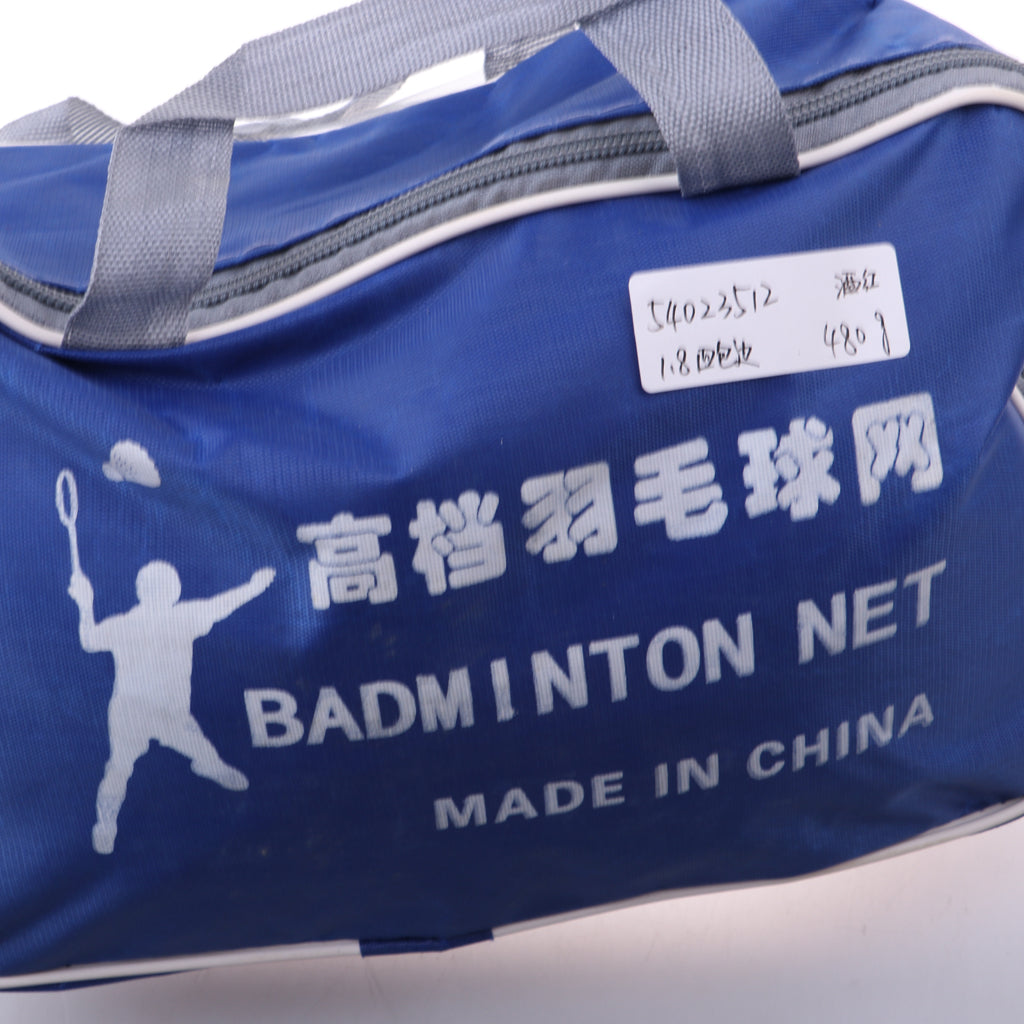 54023512 酒红
1.8西包边 480g
高档羽毛球网
BADMINTON NET
MADE IN CHINA